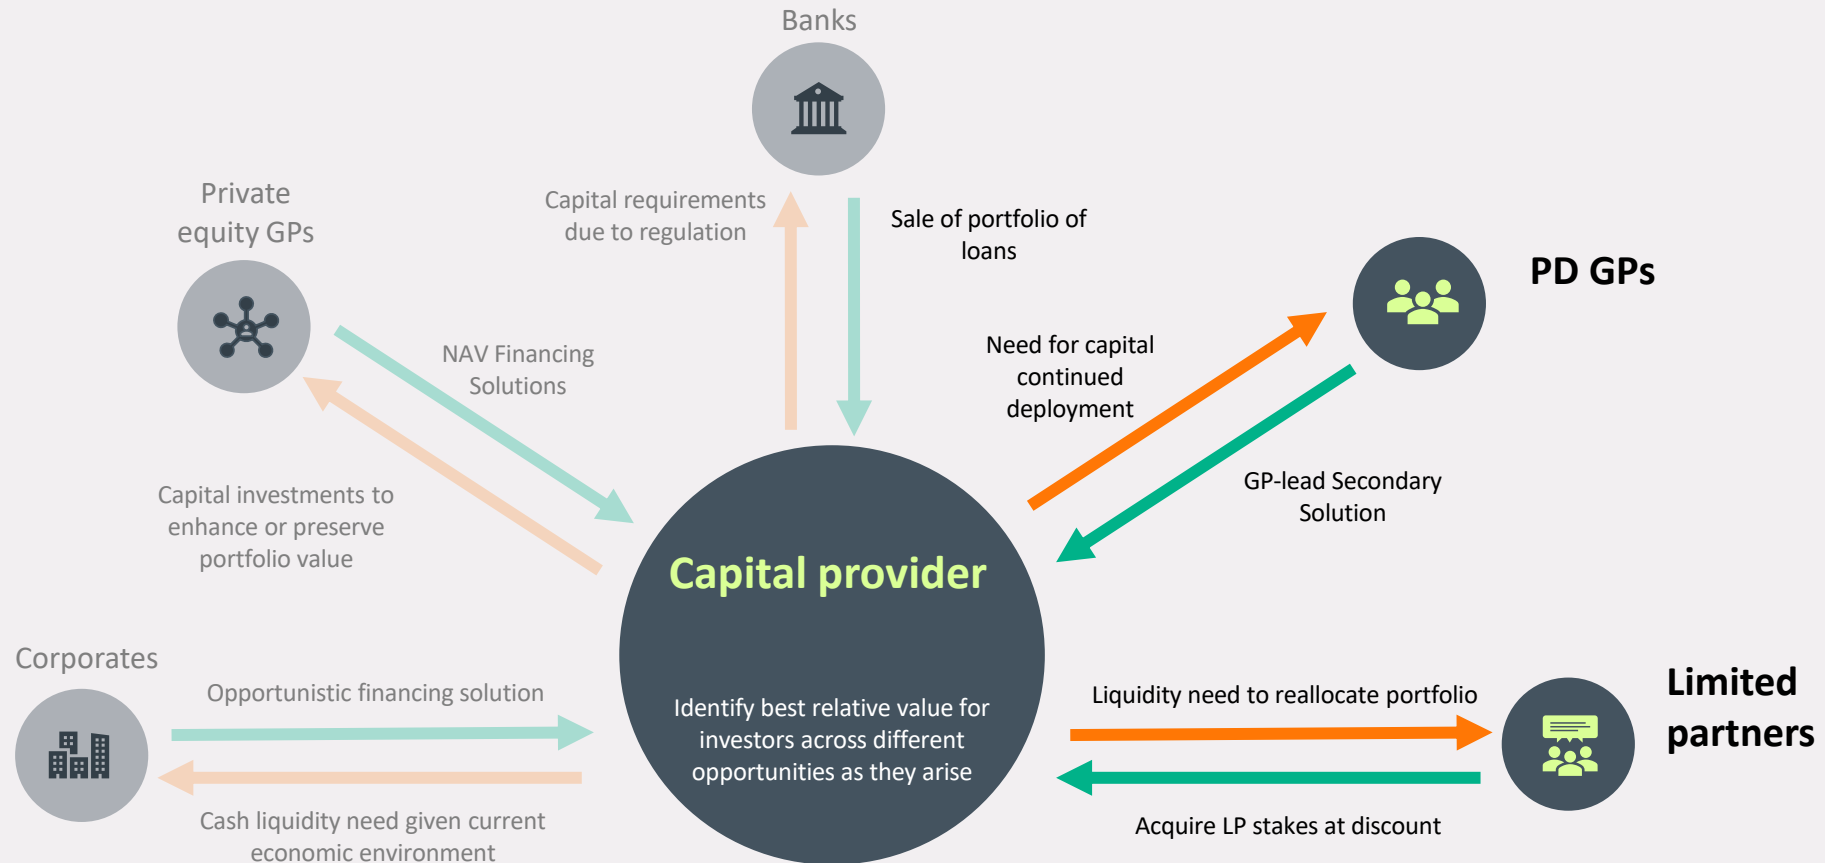 Banks
Private
equity GPs
Capital requirements
due to regulation
Sale of portfolio of
loans
PD GPs
NAV Financing
Solutions
Need for capital
continued
deployment
Capital investments to
enhance or preserve
portfolio value
GP-lead Secondary
Solution
Capital provider
Identify best relative value for
investors across different
opportunities as they arise
Corporates
Opportunistic financing solution
Cash liquidity need given current
economic environment
Liquidity need to reallocate portfolio
Acquire LP stakes at discount
Limited
partners